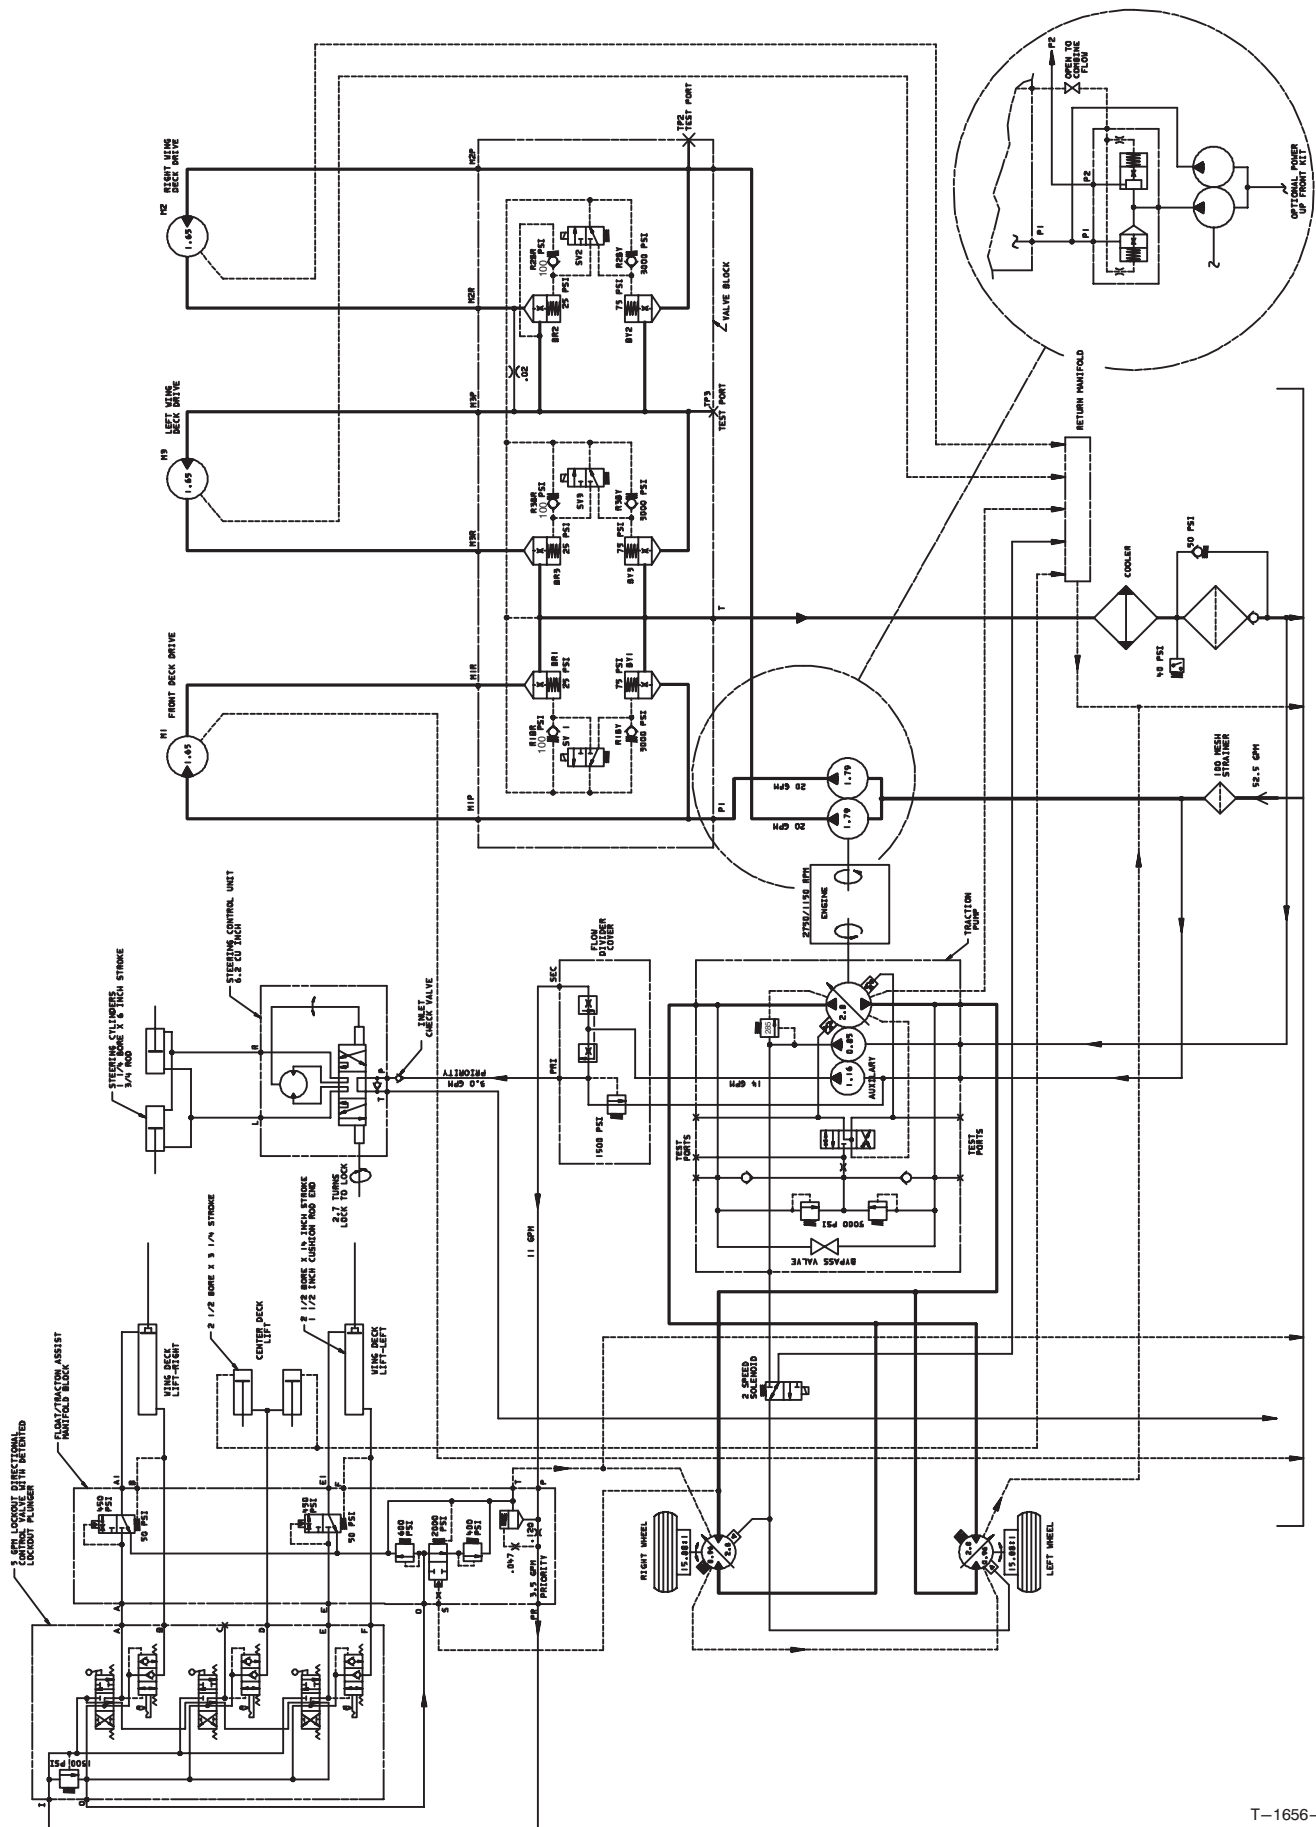 RIGHT WING
DECK DRIVE
M2
1.65
LEFT WING
DECK DRIVE
M3
1.65
FRONT DECK DRIVE
M1
1.65
M2P
M2R
M3P
M3R
M1R
M1P
TP2
TEST PORT
R2BR
100 PSI
SV2
R2BY
3000 PSI
25 PSI
BR2
75 PSI
BY2
VALVE BLOCK
.02
TP3
TEST PORT
R3BR
100 PSI
SV3
R3BY
3000 PSI
25 PSI
BR3
75 PSI
BY3
T
BR1
25 PSI
75 PSI
BY1
R1BR
100 PSI
SV 1
R1BY
3000 PSI
P1
20 GPM
20 GPM
1.79
1.79
P2
OPEN TO
COMBINE
FLOW
P1
P1
P2
OPTIONAL POWER
UP FRONT KIT
RETURN MANIFOLD
COOLER
50 PSI
40 PSI
100 MESH
STRAINER
52.5 GPM
2750/1150 RPM
ENGINE
TRACTION
PUMP
STEERING CYLINDERS
1 1/4 BORE X 6 INCH STROKE
3/4 ROD
STEERING CONTROL UNIT
6.2 CU INCH
R
L
P
T
INLET
CHECK VALVE
2.7 TURNS
LOCK TO LOCK
3.0 GPM
PRIORITY
FLOW
DIVIDER
COVER
SEC
PRI
1500 PSI
14 GPM
285
2.8
0.85
1.16
AUXILARY
TEST
PORTS
TEST
PORTS
3000 PSI
BYPASS VALVE
11 GPM
2 1/2 BORE X 3 1/4 STROKE
2 1/2 BORE X 14 INCH STROKE
1 1/2 INCH CUSHION ROD END
CENTER DECK
LIFT
WING DECK
LIFT-RIGHT
WING DECK
LIFT-LEFT
FLOAT/TRACTON ASSIST
MANIFOLD BLOCK
5 GPM LOCKOUT DIRECTIONAL
CONTROL VALVE WITH DETENTED
LOCKOUT PLUNGER
2 SPEED
SOLENOID
A1
B
E1
F
T
P
450
PSI
50 PSI
450
PSI
50 PSI
600
PSI
2000
PSI
400
PSI
.047
.120
3.5 GPM
PRIORITY
A
E
O
S
PR
A
B
C
D
E
F
1500 PSI
I
O
RIGHT WHEEL
15.08:1
LEFT WHEEL
15.08:1
T–1656–